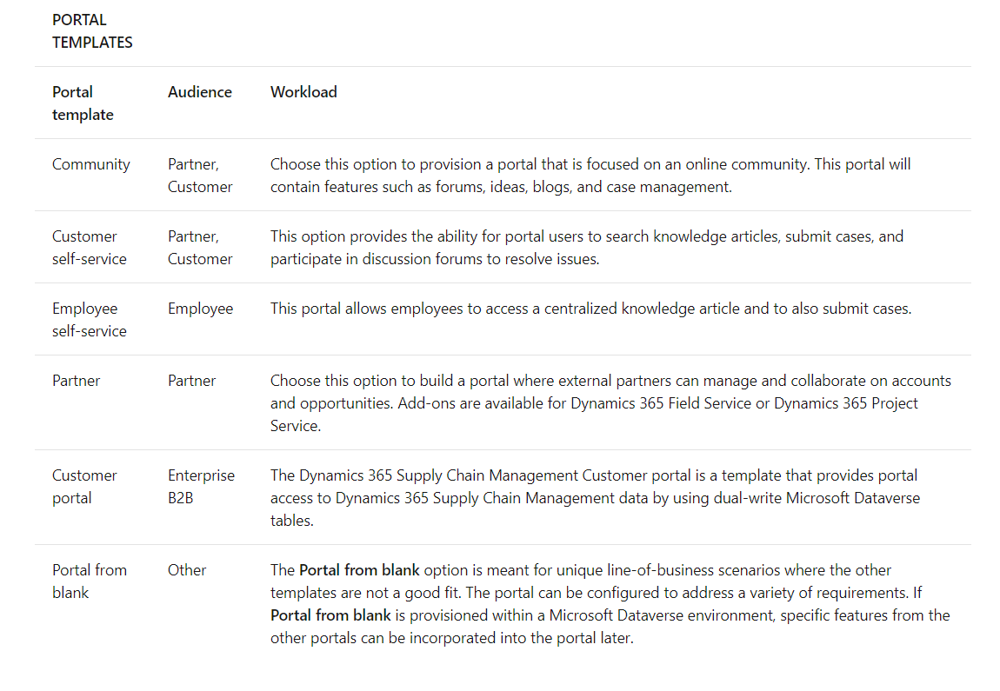 PORTAL
TEMPLATES
Portal
template
Audience
Workload
Community
Partner,
Customer
Choose this option to provision a portal that is focused on an online community. This portal will
contain features such as forums, ideas, blogs, and case management.
Customer
self-service
Partner,
Customer
This option provides the ability for portal users to search knowledge articles, submit cases, and
participate in discussion forums to resolve issues.
Employee
self-service
Employee
This portal allows employees to access a centralized knowledge article and to also submit cases.
Partner
Partner
Choose this option to build a portal where external partners can manage and collaborate on accounts
and opportunities. Add-ons are available for Dynamics 365 Field Service or Dynamics 365 Project
Service.
Customer
portal
Enterprise
B2B
The Dynamics 365 Supply Chain Management Customer portal is a template that provides portal
access to Dynamics 365 Supply Chain Management data by using dual-write Microsoft Dataverse
tables.
Portal from
blank
Other
The Portal from blank option is meant for unique line-of-business scenarios where the other
templates are not a good fit. The portal can be configured to address a variety of requirements. If
Portal from blank is provisioned within a Microsoft Dataverse environment, specific features from the
other portals can be incorporated into the portal later.